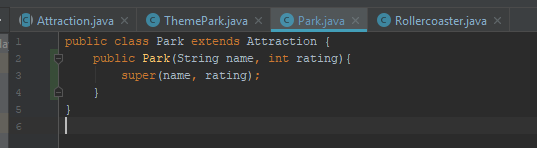 Attraction.java × ThemePark.java × Park.java × Rollercoaster.java ×
1 public class Park extends Attraction {
2 public Park(String name, int rating){
3 super(name, rating);
4 }
5 }
6